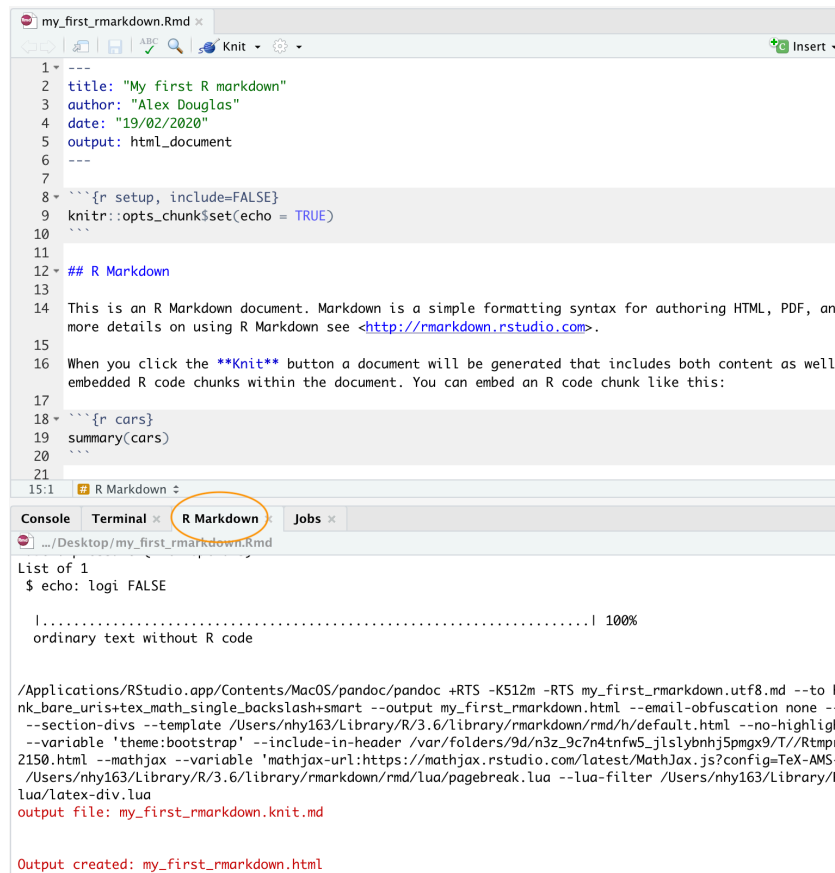 my_first_rmarkdown.Rmd
ABC
Knit
C Insert
1 ---
2 title: "My first R markdown"
3 author: "Alex Douglas"
4 date: "19/02/2020"
5 output: html_document
6 ---
7
8 ```{r setup, include=FALSE}
9 knitr::opts_chunk$set(echo = TRUE)
10 ```
11
12 ## R Markdown
13
14 This is an R Markdown document. Markdown is a simple formatting syntax for authoring HTML, PDF, an
more details on using R Markdown see <http://rmarkdown.rstudio.com>.
15
16 When you click the **Knit** button a document will be generated that includes both content as well
embedded R code chunks within the document. You can embed an R code chunk like this:
17
18 ```{r cars}
19 summary(cars)
20 ```
21
15:1 # R Markdown
Console Terminal R Markdown Jobs
.../Desktop/my_first_rmarkdown.Rmd
List of 1
$ echo: logi FALSE
|......................................................................| 100%
ordinary text without R code
/Applications/RStudio.app/Contents/MacOS/pandoc/pandoc +RTS -K512m -RTS my_first_rmarkdown.utf8.md --to
nk_bare_uris+tex_math_single_backslash+smart --output my_first_rmarkdown.html --email-obfuscation none -
--section-divs --template /Users/nhy163/Library/R/3.6/library/rmarkdown/rmd/h/default.html --no-highlig
--variable 'theme:bootstrap' --include-in-header /var/folders/9d/n3z_9c7n4tnfw5_jlslybnhj5pmgx9/T//Rtmp
2150.html --mathjax --variable 'mathjax-url:https://mathjax.rstudio.com/latest/MathJax.js?config=TeX-AMS-
/Users/nhy163/Library/R/3.6/library/rmarkdown/rmd/lua/pagebreak.lua --lua-filter /Users/nhy163/Library/
lua/latex-div.lua
output file: my_first_rmarkdown.knit.md
Output created: my_first_rmarkdown.html